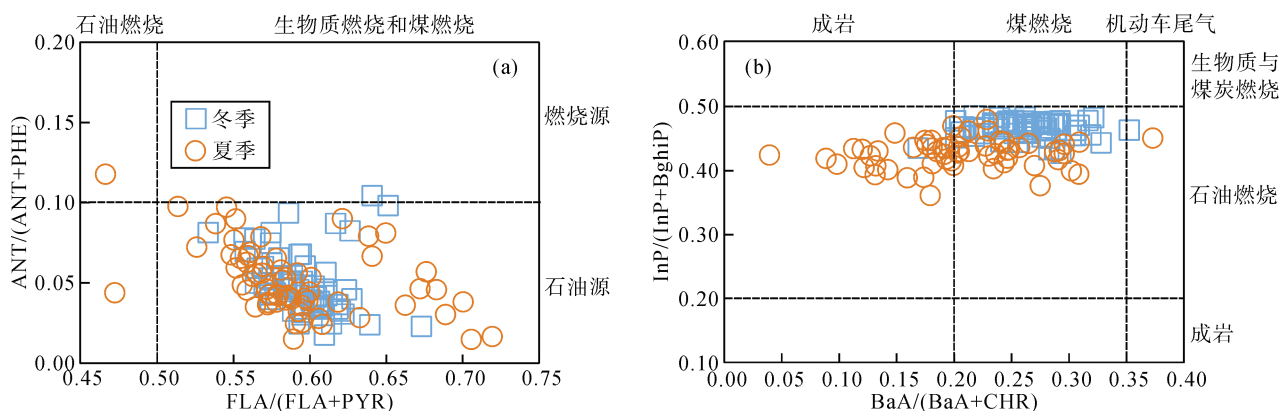 石油燃烧 生物质燃烧和煤燃烧
(a)
冬季
夏季
燃烧源
石油源
0.20
0.15
0.10
0.05
0.00
ANT/(ANT+PHE)
0.45 0.50 0.55 0.60 0.65 0.70 0.75
FLA/(FLA+PYR)
成岩 煤燃烧 机动车尾气
(b)
生物质与
煤炭燃烧
石油燃烧
成岩
0.60
0.50
0.40
0.30
0.20
0.10
InP/(InP+BghiP)
0.00 0.05 0.10 0.15 0.20 0.25 0.30 0.35 0.40
BaA/(BaA+CHR)